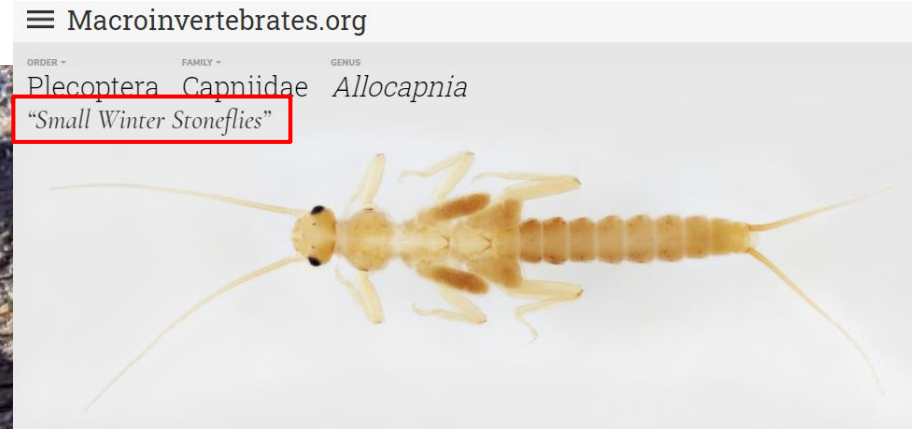 Macroinvertebrates.org
ORDER FAMILY GENUS
Plecoptera Capniidae Allocapnia
“Small Winter Stoneflies”